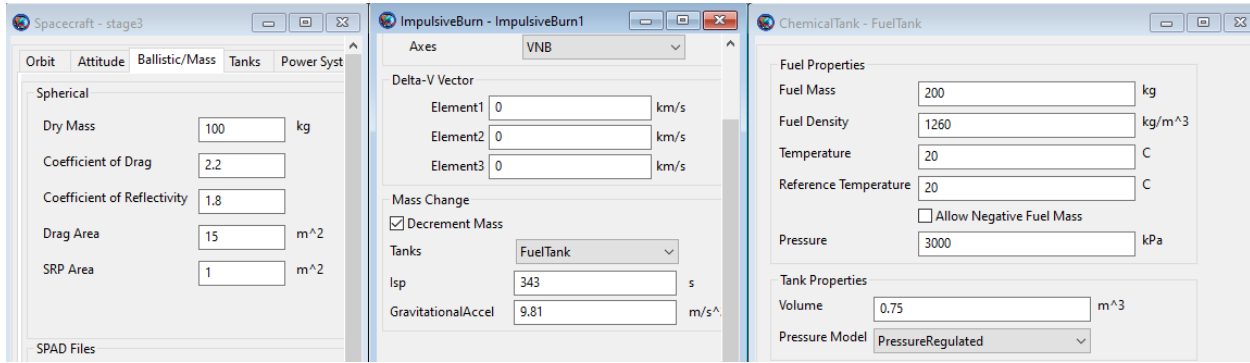 Spacecraft - stage3
Orbit Attitude Ballistic/Mass Tanks Power Syst
Spherical
Dry Mass 100 kg
Coefficient of Drag 2.2
Coefficient of Reflectivity 1.8
Drag Area 15 m^2
SRP Area 1 m^2
SPAD Files
ImpulsiveBurn - ImpulsiveBurn1
Axes VNB
Delta-V Vector
Element1 0 km/s
Element2 0 km/s
Element3 0 km/s
Mass Change
Decrement Mass
Tanks FuelTank
Isp 343 s
GravitationalAccel 9.81 m/s^
ChemicalTank - FuelTank
Fuel Properties
Fuel Mass 200 kg
Fuel Density 1260 kg/m^3
Temperature 20 C
Reference Temperature 20 C
Allow Negative Fuel Mass
Pressure 3000 kPa
Tank Properties
Volume 0.75 m^3
Pressure Model PressureRegulated